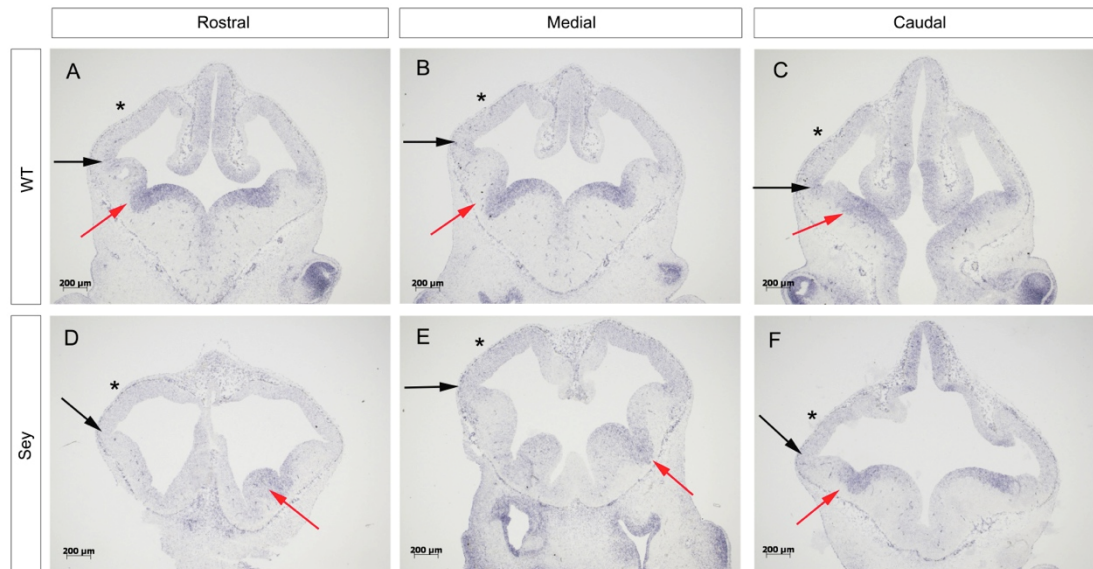 Rostral Medial Caudal
WT
A * 200 µm
B * 200 µm
C * 200 µm
Sey
D * 200 µm
E * 200 µm
F * 200 µm